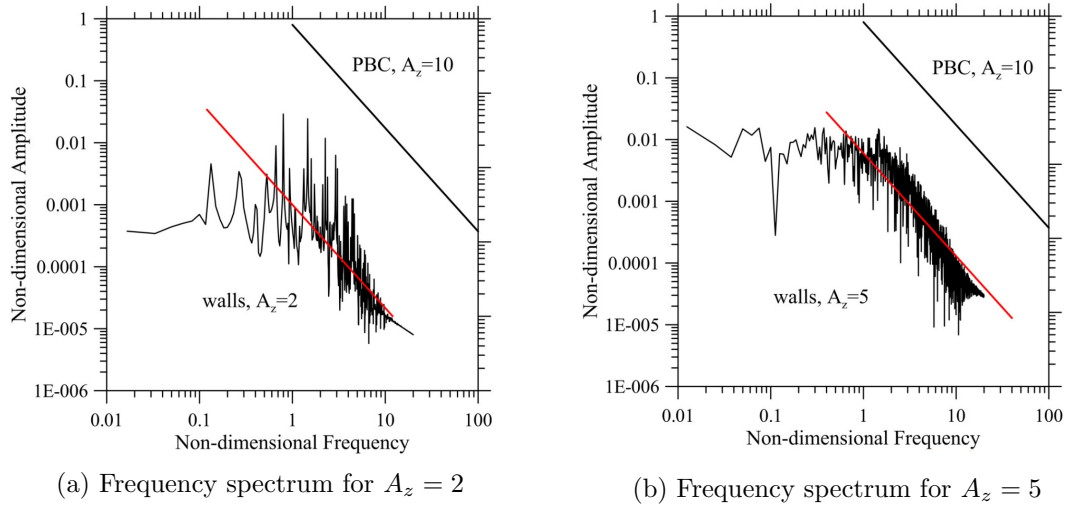 Non-dimensional Amplitude
1
0.1
0.01
0.001
0.0001
1E-005
1E-006
PBC, A_z=10
walls, A_z=2
0.01
0.1
1
10
100
Non-dimensional Frequency
(a) Frequency spectrum for A_z = 2
Non-dimensional Amplitude
1
0.1
0.01
0.001
0.0001
1E-005
1E-006
PBC, A_z=10
walls, A_z=5
0.01
0.1
1
10
100
Non-dimensional Frequency
(b) Frequency spectrum for A_z = 5